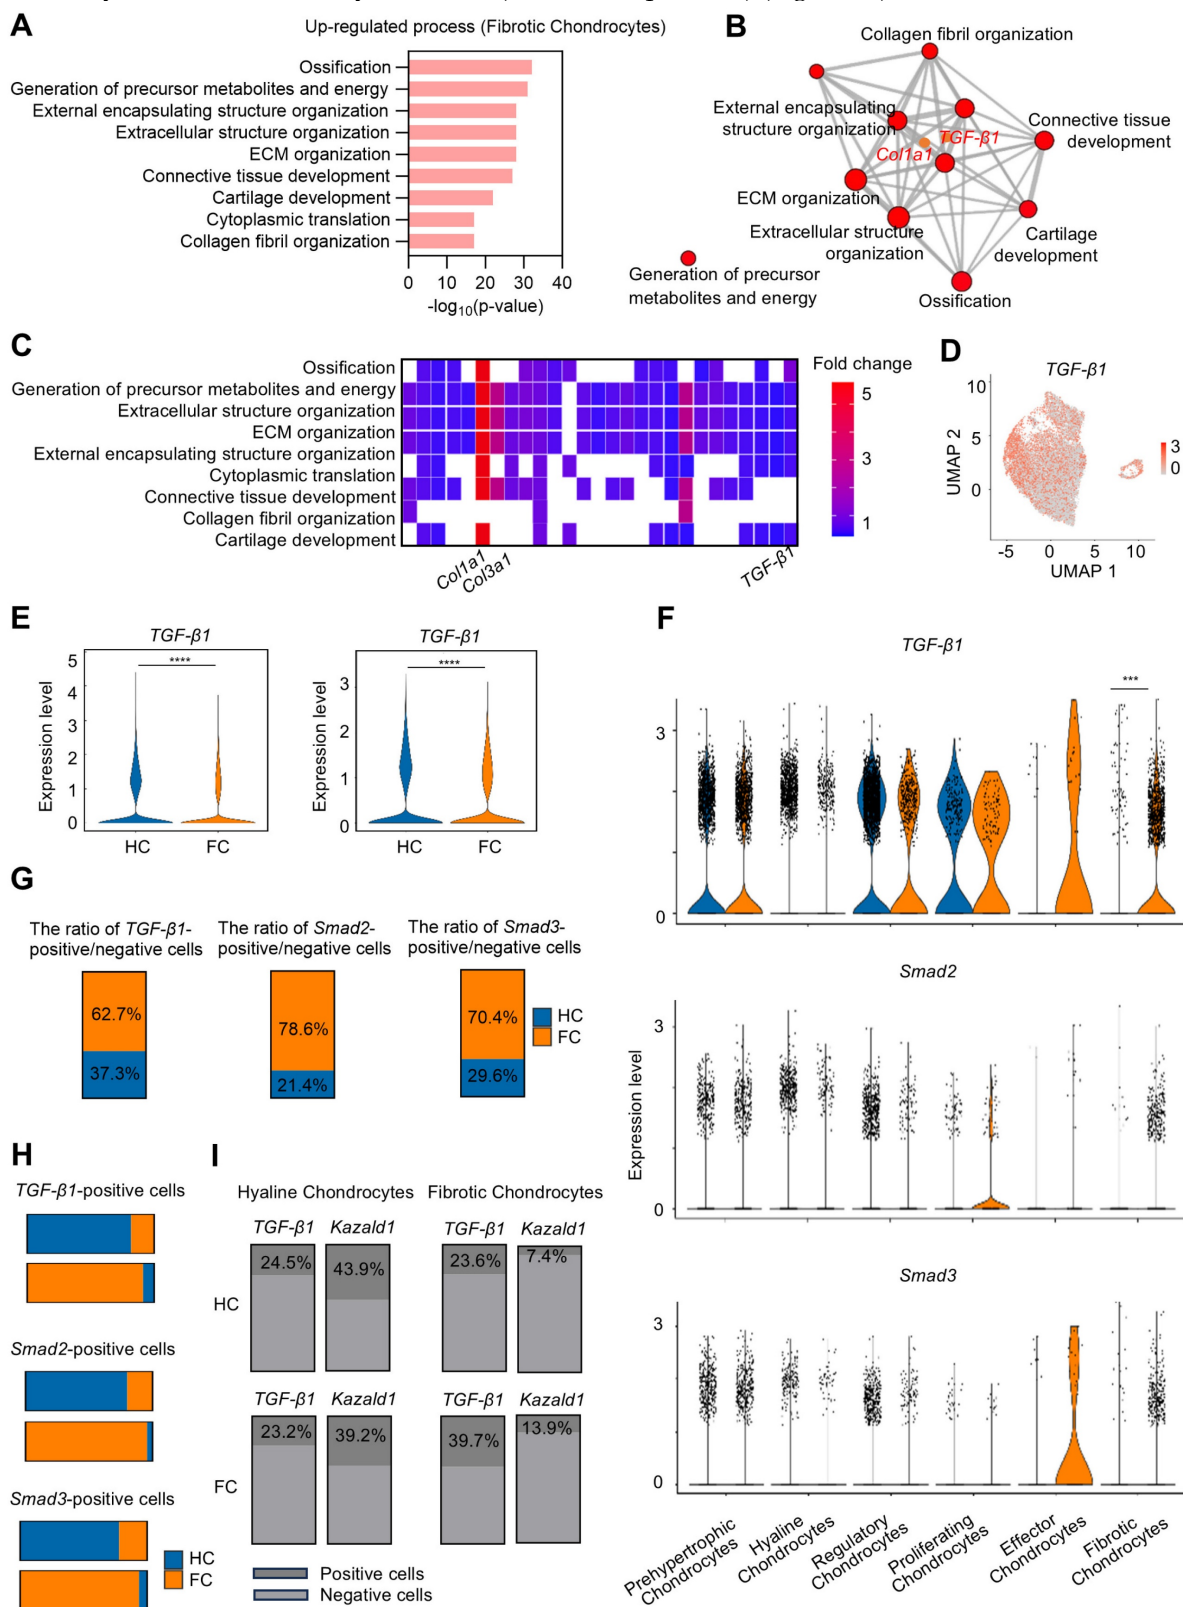 A
Up-regulated process (Fibrotic Chondrocytes)
Ossification
Generation of precursor metabolites and energy
External encapsulating structure organization
Extracellular structure organization
ECM organization
Connective tissue development
Cartilage development
Cytoplasmic translation
Collagen fibril organization
0 10 20 30 40
-log10(p-value)
B
Collagen fibril organization
External encapsulating
structure organization
TGF-β1
Col1a1
Connective tissue
development
ECM organization
Extracellular structure
organization
Cartilage
development
Generation of precursor
metabolites and energy
Ossification
C
Ossification
Generation of precursor metabolites and energy
Extracellular structure organization
ECM organization
External encapsulating structure organization
Cytoplasmic translation
Connective tissue development
Collagen fibril organization
Cartilage development
Col1a1
Col3a1
TGF-β1
Fold change
5
3
1
D
TGF-β1
10
5
0
UMAP 2
-5 0 5 10
UMAP 1
3
0
E
TGF-β1
Expression level
5
4
3
2
1
0
****
HC FC
TGF-β1
Expression level
3
2
1
0
****
HC FC
F
TGF-β1
***
3
0
Smad2
3
0
Expression level
Smad3
3
0
Prehypertrophic
Chondrocytes
Hyaline
Chondrocytes
Regulatory
Chondrocytes
Proliferating
Chondrocytes
Effector
Chondrocytes
Fibrotic
Chondrocytes
G
The ratio of TGF-β1-
positive/negative cells
62.7%
37.3%
The ratio of Smad2-
positive/negative cells
78.6%
21.4%
The ratio of Smad3-
positive/negative cells
70.4%
29.6%
HC
FC
H
TGF-β1-positive cells
Smad2-positive cells
Smad3-positive cells
HC
FC
I
Hyaline Chondrocytes Fibrotic Chondrocytes
TGF-β1 Kazald1 TGF-β1 Kazald1
HC
24.5% 43.9% 23.6% 7.4%
TGF-β1 Kazald1 TGF-β1 Kazald1
FC
23.2% 39.2% 39.7% 13.9%
Positive cells
Negative cells